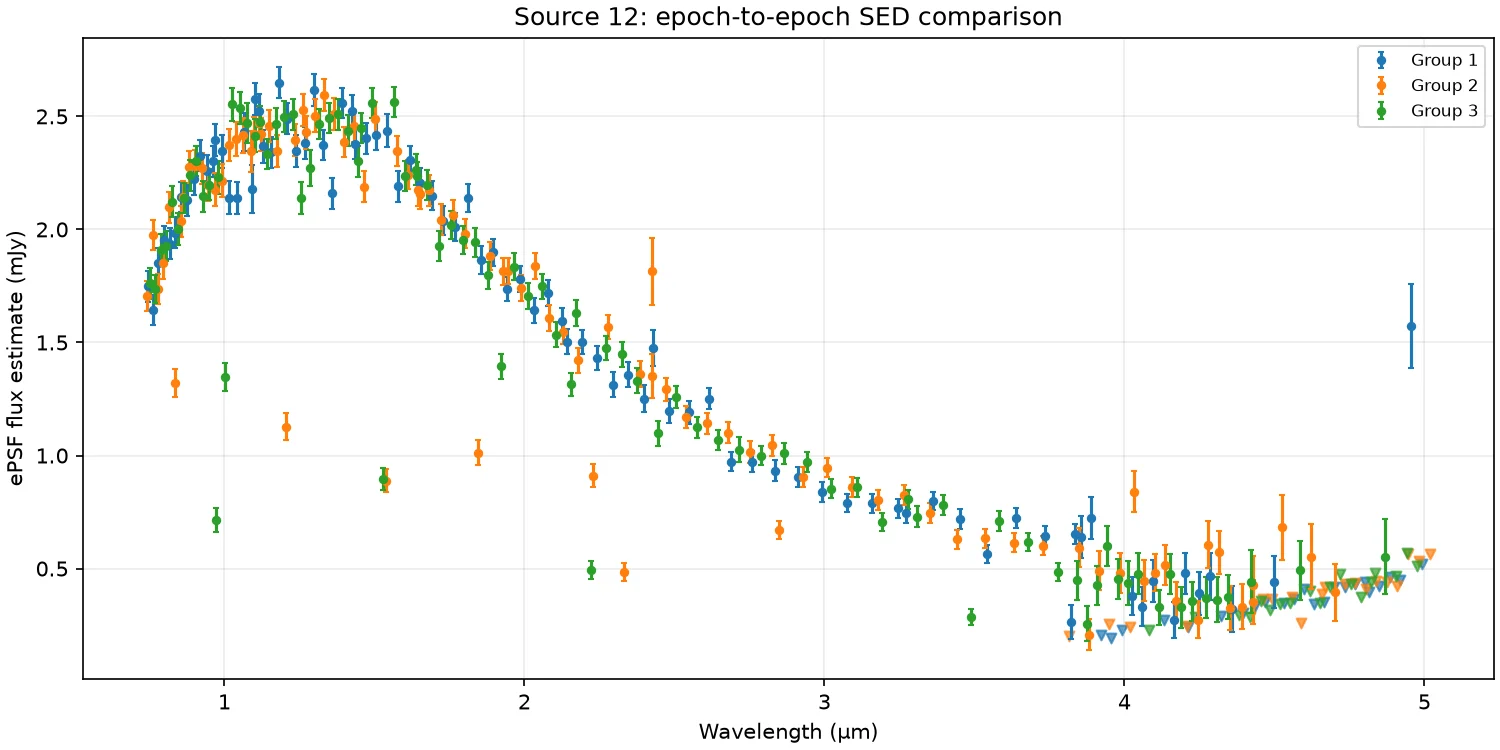 Source 12: epoch-to-epoch SED comparison
Group 1
Group 2
Group 3
ePSF flux estimate (mJy)
2.5
2.0
1.5
1.0
0.5
1 2 3 4 5
Wavelength (µm)